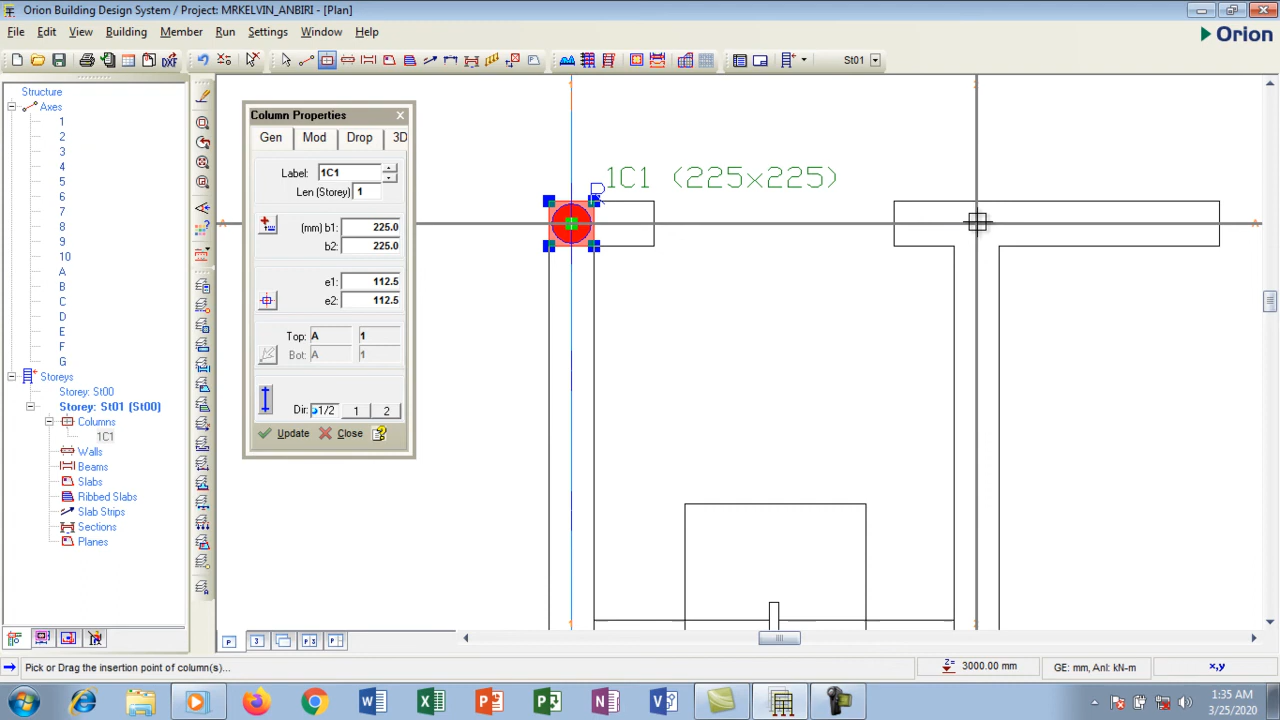 Orion Building Design System / Project: MRKELVIN_ANBIRI - [Plan]
File Edit View Building Member Run Settings Window Help
Orion
DXF
St01
Structure
Axes
1
2
3
4
5
6
7
8
9
10
A
B
C
D
E
F
G
Storeys
Storey: St00
Storey: St01 (St00)
Columns
1C1
Walls
Beams
Slabs
Ribbed Slabs
Slab Strips
Sections
Planes
Column Properties
Gen Mod Drop 3D
Label: 1C1
Len (Storey) 1
(mm) b1: 225.0
b2: 225.0
e1: 112.5
e2: 112.5
Top: A 1
Bot: A 1
Dir: 1/2 1 2
Update Close
1C1 (225x225)
Pick or Drag the insertion point of column(s)...
Z= 3000.00 mm
GE: mm, Anl: kN-m
x,y
1:35 AM
3/25/2020